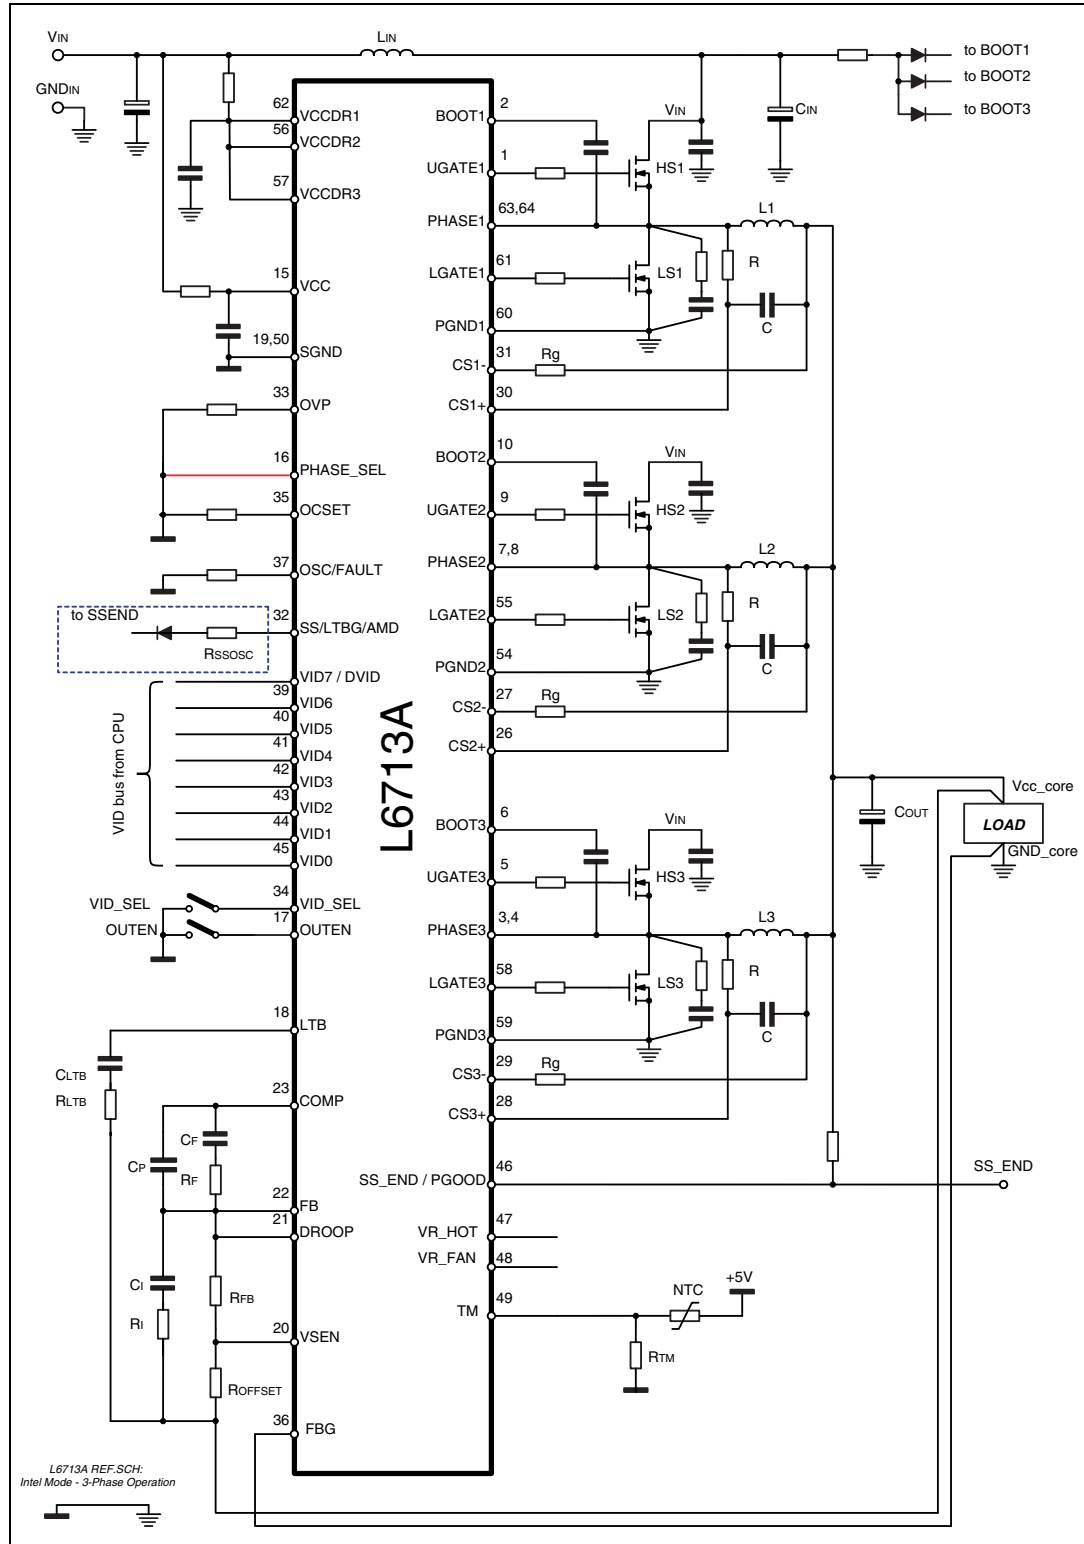 VIN
LIN
to BOOT1
to BOOT2
to BOOT3
GNDIN
CIN
62
VCCDR1
56
VCCDR2
57
VCCDR3
15
VCC
19,50
SGND
33
OVP
16
PHASE_SEL
35
OCSET
37
OSC/FAULT
to SSEND
32
SS/LTBG/AMD
RSSOSC
VID7 / DVID
39
VID6
40
VID5
41
VID4
42
VID3
43
VID2
44
VID1
45
VID0
VID bus from CPU
34
VID_SEL
VID_SEL
17
OUTEN
OUTEN
18
LTB
CLTB
RLTB
23
COMP
CF
CP
RF
22
FB
21
DROOP
CI
RFB
RI
20
VSEN
ROFFSET
36
FBG
L6713A
2
BOOT1
VIN
1
UGATE1
HS1
63,64
PHASE1
L1
61
LGATE1
LS1
R
60
PGND1
C
31
CS1-
Rg
30
CS1+
10
BOOT2
VIN
9
UGATE2
HS2
7,8
PHASE2
L2
55
LGATE2
LS2
R
54
PGND2
C
27
CS2-
Rg
26
CS2+
6
BOOT3
VIN
5
UGATE3
HS3
3,4
PHASE3
L3
58
LGATE3
LS3
R
59
PGND3
C
29
CS3-
Rg
28
CS3+
Vcc_core
COUT
LOAD
GND_core
46
SS_END / PGOOD
SS_END
47
VR_HOT
48
VR_FAN
49
TM
NTC
+5V
RTM
L6713A REF.SCH:
Intel Mode - 3-Phase Operation